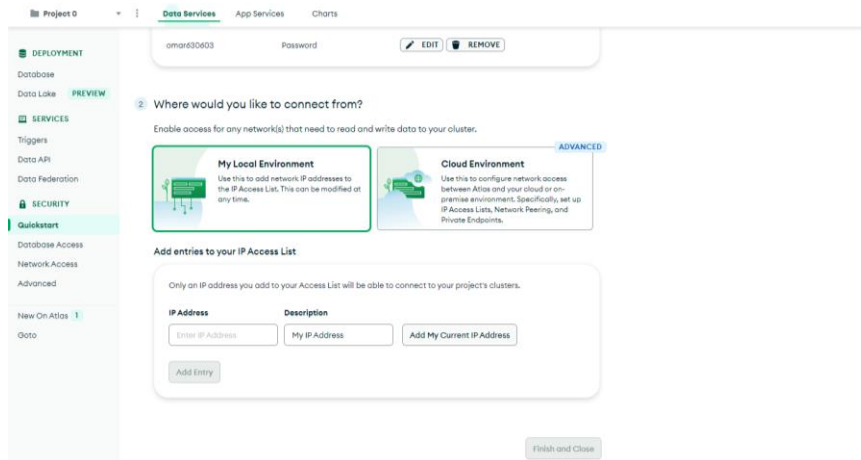 Project 0
Data Services
App Services
Charts
DEPLOYMENT
Database
Data Lake PREVIEW
SERVICES
Triggers
Data API
Data Federation
SECURITY
Quickstart
Database Access
Network Access
Advanced
New On Atlas 1
Goto
omar630603
Password
EDIT
REMOVE
2 Where would you like to connect from?
Enable access for any network(s) that need to read and write data to your cluster.
My Local Environment
Use this to add network IP addresses to
the IP Access List. This can be modified at
any time.
ADVANCED
Cloud Environment
Use this to configure network access
between Atlas and your cloud or on-
premise environment. Specifically, set up
IP Access Lists, Network Peering, and
Private Endpoints.
Add entries to your IP Access List
Only an IP address you add to your Access List will be able to connect to your project's clusters.
IP Address
Description
Enter IP Address
My IP Address
Add My Current IP Address
Add Entry
Finish and Close